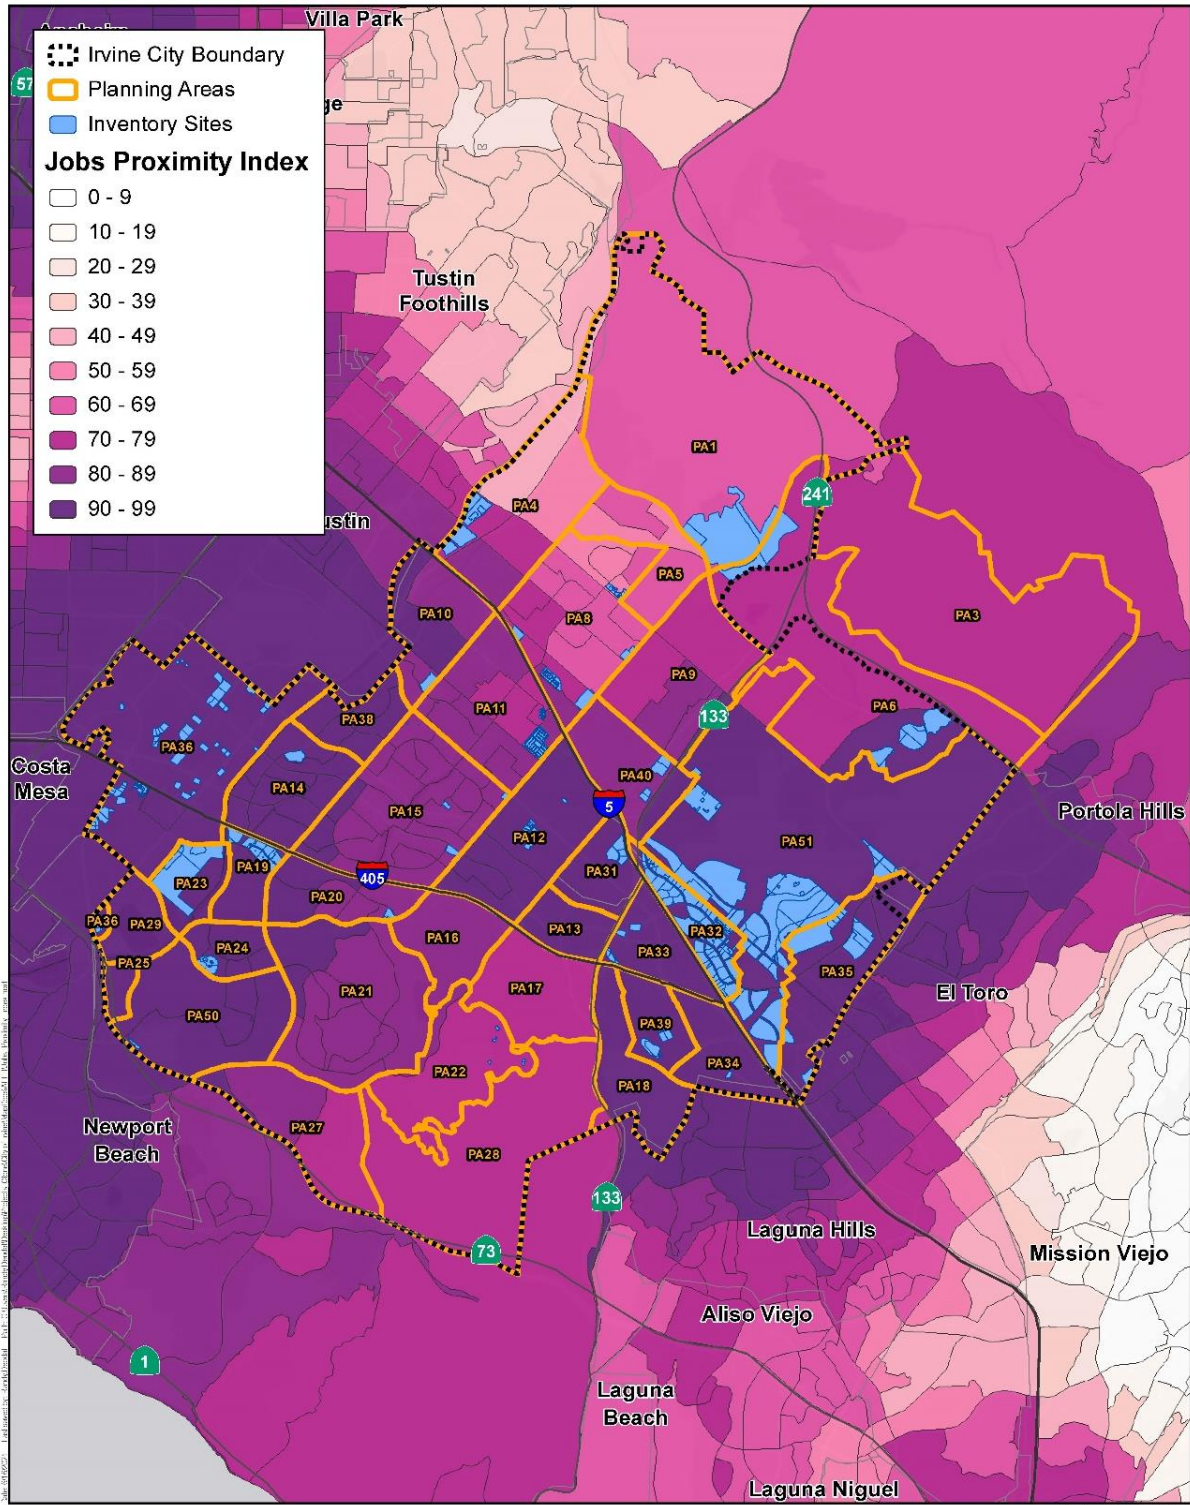 Villa Park
57
Irvine City Boundary
Planning Areas
Inventory Sites
Jobs Proximity Index
0 - 9
10 - 19
20 - 29
30 - 39
40 - 49
50 - 59
60 - 69
70 - 79
80 - 89
90 - 99
ge
Tustin
Foothills
PA1
241
PA4
ustin
PA5
PA10
PA8
PA3
PA9
PA11
PA6
133
PA38
PA36
Costa
Mesa
PA40
PA14
5
PA15
Portola Hills
PA12
PA51
PA19
PA31
405
PA23
PA20
PA36
PA29
PA13
PA32
PA24
PA16
PA33
PA25
PA35
PA21
PA17
El Toro
PA50
PA39
PA34
PA22
PA18
Newport
Beach
PA27
PA28
133
Laguna Hills
73
Mission Viejo
Aliso Viejo
1
Laguna
Beach
Laguna Niguel